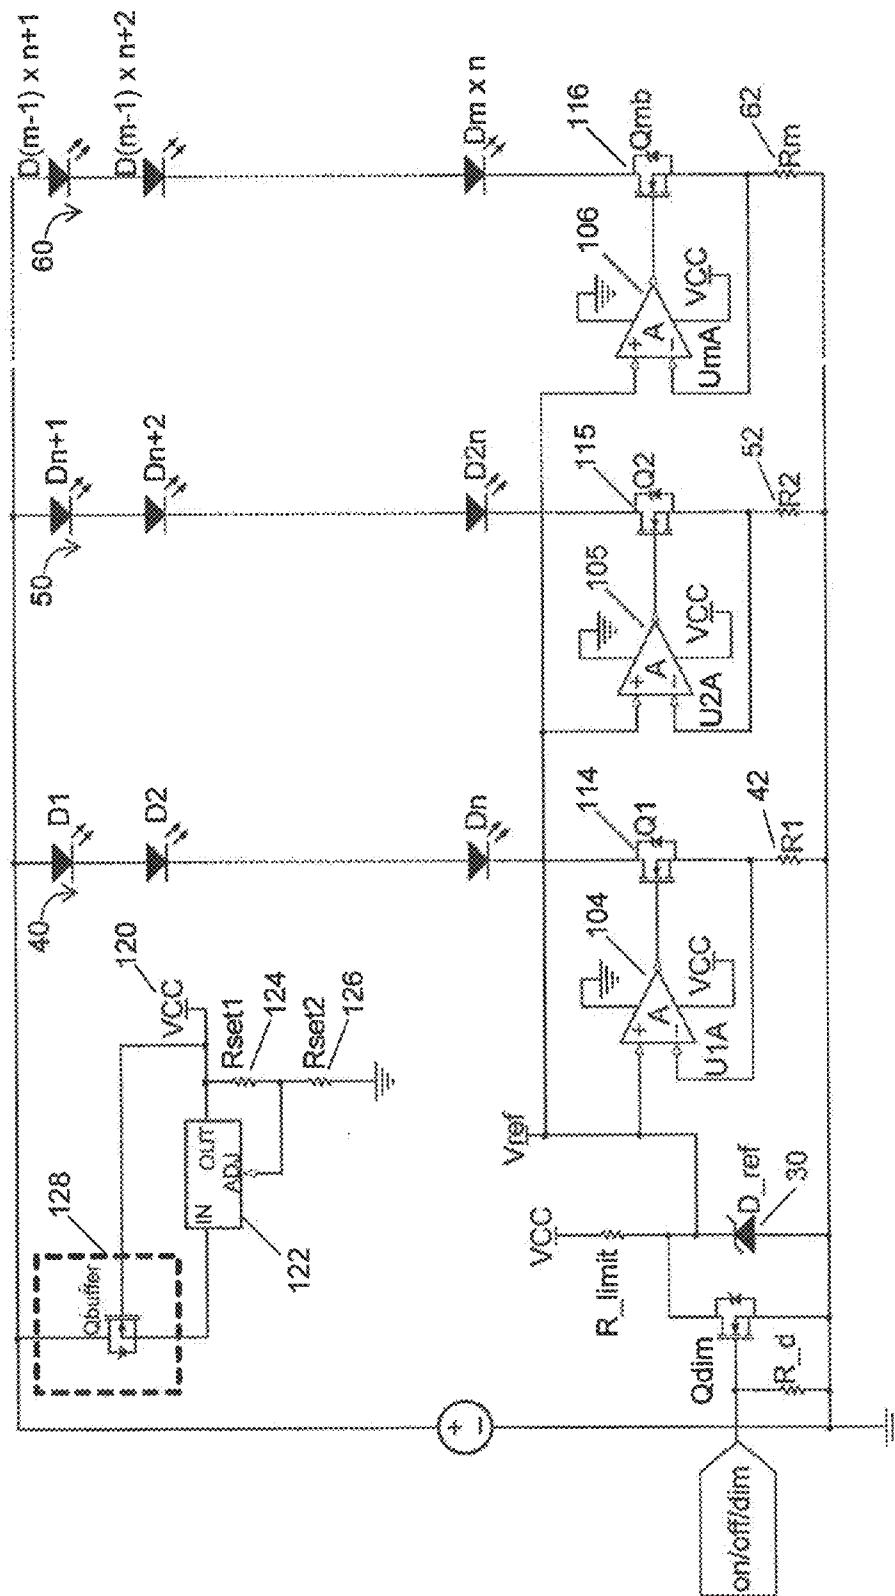 D(m-1) x n+1
D(m-1) x n+2
Dm x n
60
116
Qmb
62
Rm
106
VCC
A
+
−
UmA
Dn+1
Dn+2
D2n
50
115
Q2
52
R2
105
VCC
A
+
−
U2A
D1
D2
Dn
40
114
Q1
42
R1
104
VCC
A
+
−
U1A
120
VCC
Rset1
124
Rset2
126
128
Qbuffer
IN
OUT
ADJ
122
Vref
VCC
R_limit
D_ref
30
Qdim
R_d
+
−
on/off/dim